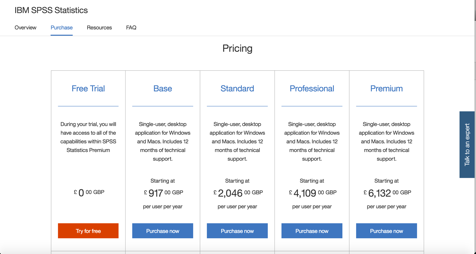 IBM SPSS Statistics
Overview Purchase Resources FAQ
Pricing
Free Trial
During your trial, you will
have access to all of the
capabilities within SPSS
Statistics Premium
£ 0 00 GBP
Try for free
Base
Single-user, desktop
application for Windows
and Macs. Includes 12
months of technical
support.
Starting at
£ 917 00 GBP
per user per year
Purchase now
Standard
Single-user, desktop
application for Windows
and Macs. Includes 12
months of technical
support.
Starting at
£ 2,046 00 GBP
per user per year
Purchase now
Professional
Single-user, desktop
application for Windows
and Macs. Includes 12
months of technical
support.
Starting at
£ 4,109 00 GBP
per user per year
Purchase now
Premium
Single-user, desktop
application for Windows
and Macs. Includes 12
months of technical
support.
Starting at
£ 6,132 00 GBP
per user per year
Purchase now
Talk to an expert